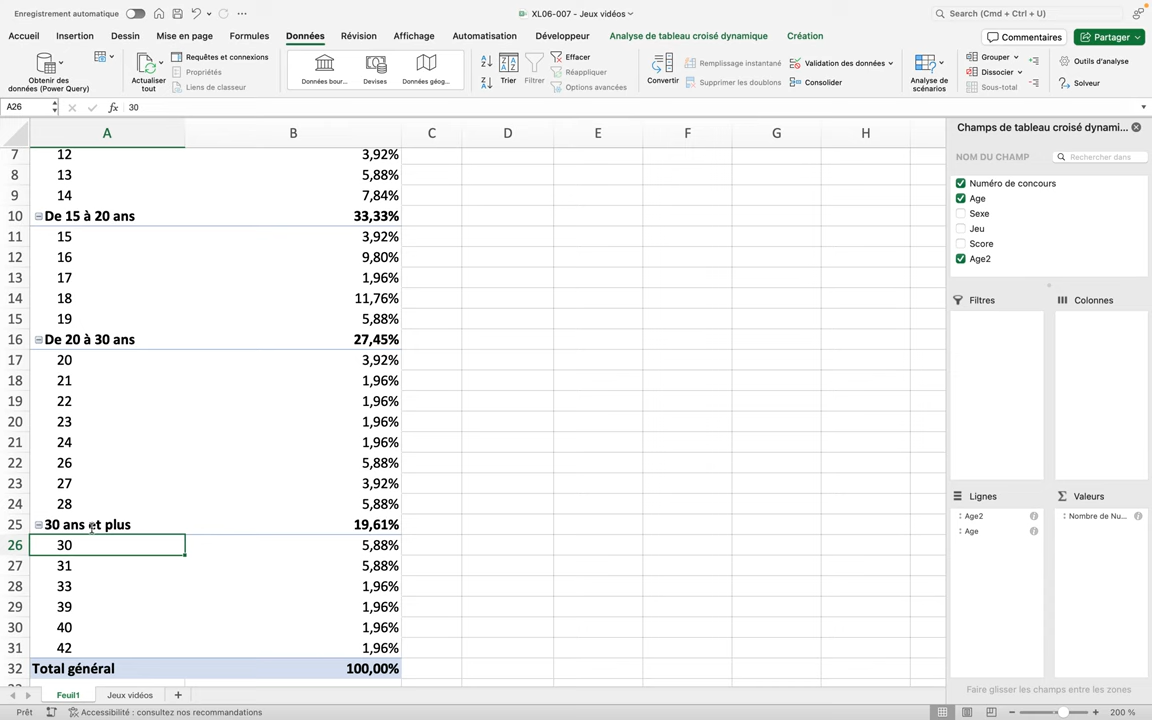 Enregistrement automatique
XL06-007 - Jeux vidéos
Search (Cmd + Ctrl + U)
Accueil Insertion Dessin Mise en page Formules Données Révision Affichage Automatisation Développeur Analyse de tableau croisé dynamique Création
Commentaires
Partager
Obtenir des
données (Power Query)
Actualiser
tout
Requêtes et connexions
Propriétés
Liens de classeur
Données bour...
Devises
Données géog...
Trier
Filtrer
Effacer
Réappliquer
Options avancées
Convertir
Remplissage instantané
Supprimer les doublons
Validation des données
Consolider
Analyse de
scénarios
Grouper
Dissocier
Sous-total
Outils d'analyse
Solveur
A26
fx 30
A B C D E F G H
7 12 3,92%
8 13 5,88%
9 14 7,84%
10 De 15 à 20 ans 33,33%
11 15 3,92%
12 16 9,80%
13 17 1,96%
14 18 11,76%
15 19 5,88%
16 De 20 à 30 ans 27,45%
17 20 3,92%
18 21 1,96%
19 22 1,96%
20 23 1,96%
21 24 1,96%
22 26 5,88%
23 27 3,92%
24 28 5,88%
25 30 ans et plus 19,61%
26 30 5,88%
27 31 5,88%
28 33 1,96%
29 39 1,96%
30 40 1,96%
31 42 1,96%
32 Total général 100,00%
Champs de tableau croisé dynami...
NOM DU CHAMP
Rechercher dans
Numéro de concours
Age
Sexe
Jeu
Score
Age2
Filtres
Colonnes
Lignes
Valeurs
Age2
Age
Nombre de Nu...
Faire glisser les champs entre les zones
Feuil1 Jeux vidéos +
Prêt
Accessibilité : consultez nos recommandations
200 %